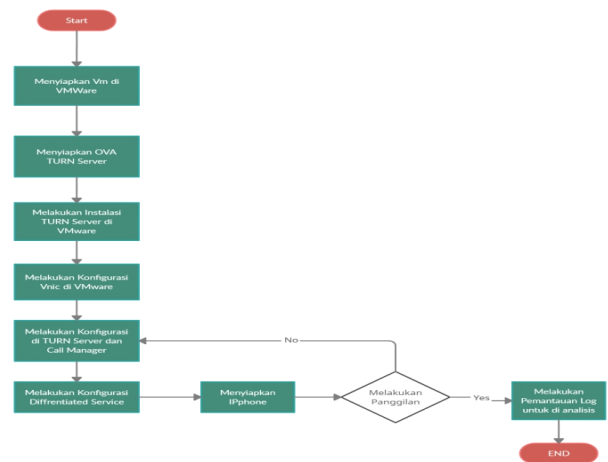 Start
Menyiapkan Vm di
VMWare
Menyiapkan OVA
TURN Server
Melakukan Instalasi
TURN Server di
VMware
Melakukan Konfigurasi
Vnic di VMware
Melakukan Konfigurasi
di TURN Server dan
Call Manager
No
Melakukan Konfigurasi
Diffrentiated Service
Menyiapkan
IPphone
Melakukan
Panggilan
Yes
Melakukan
Pemantauan Log
untuk di analisis
END